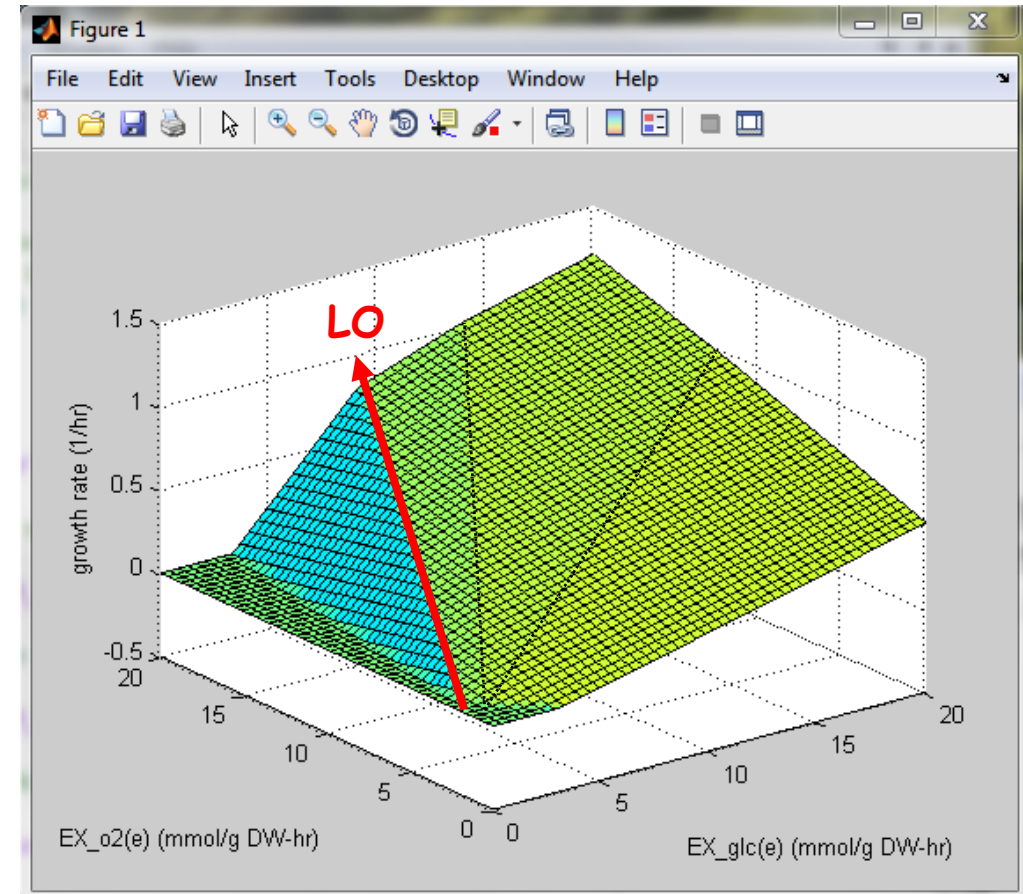 Figure 1
File Edit View Insert Tools Desktop Window Help
LO
1.5
1
0.5
0
-0.5
growth rate (1/hr)
20
15
10
5
0
EX_o2(e) (mmol/g DW-hr)
0
5
10
15
20
EX_glc(e) (mmol/g DW-hr)